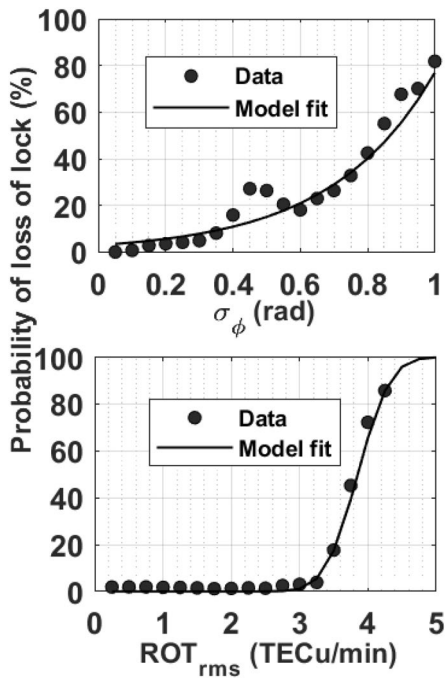 Probability of loss of lock (%)
100
80
60
40
20
0
Data
Model fit
0 0.2 0.4 0.6 0.8 1
σϕ (rad)
100
80
60
40
20
0
Data
Model fit
0 1 2 3 4 5
ROTrms (TECu/min)